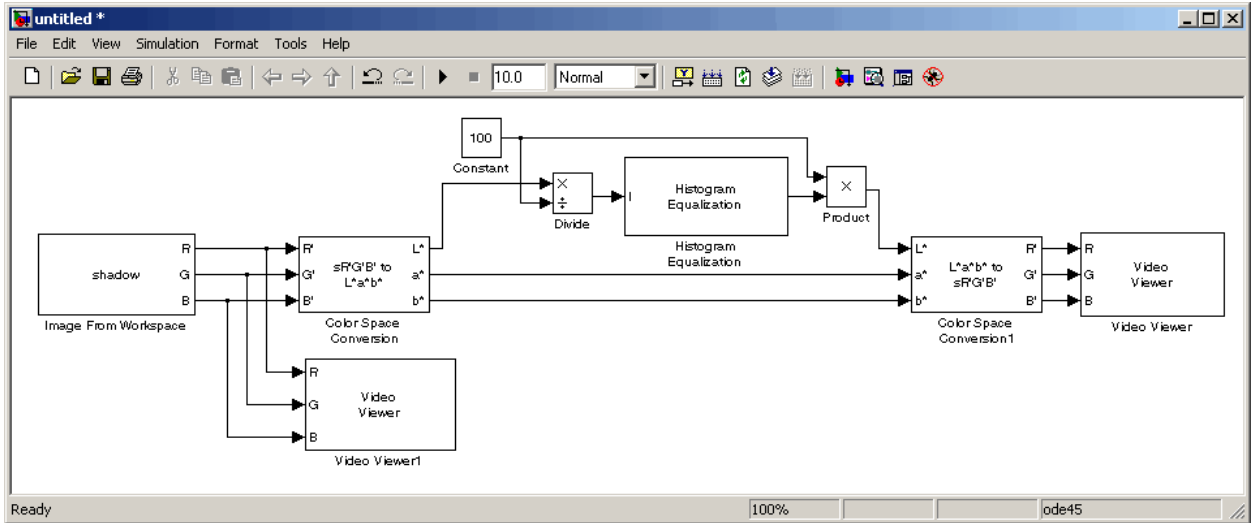 untitled *
File Edit View Simulation Format Tools Help
10.0 Normal
100
Constant
×
÷
Divide
I
Histogram
Equalization
Histogram
Equalization
×
Product
shadow
R
G
B
Image From Workspace
R'
G'
B'
sR'G'B' to
L*a*b*
L*
a*
b*
Color Space
Conversion
L*
a*
b*
L*a*b* to
sR'G'B'
R'
G'
B'
Color Space
Conversion1
R
G
B
Video
Viewer
Video Viewer
R
G
B
Video
Viewer
Video Viewer1
Ready 100% ode45